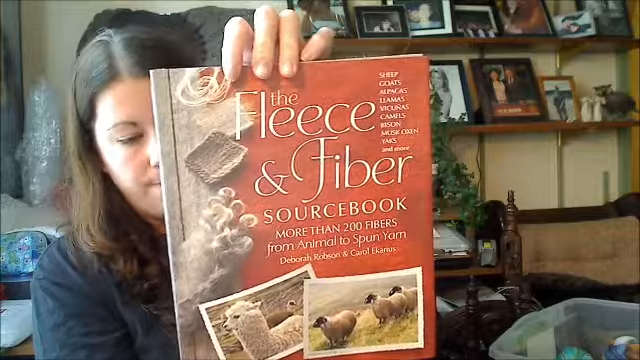 SHEEP
GOATS
ALPACAS
LLAMAS
VICUÑAS
CAMELS
BISON
MUSK OXEN
YAKS
and more
the
Fleece
& Fiber
SOURCEBOOK
MORE THAN 200 FIBERS
from Animal to Spun Yarn
Deborah Robson & Carol Ekarius